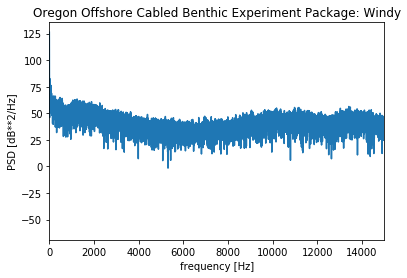 Oregon Offshore Cabled Benthic Experiment Package: Windy
PSD [dB**2/Hz]
125
100
75
50
25
0
−25
−50
0 2000 4000 6000 8000 10000 12000 14000
frequency [Hz]